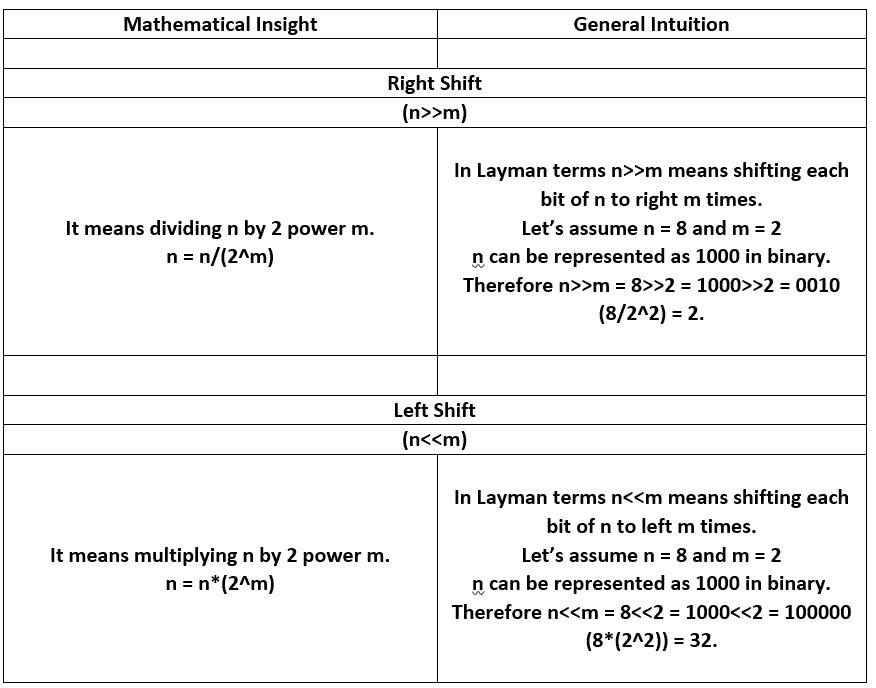 Mathematical Insight
General Intuition
Right Shift
(n>>m)
It means dividing n by 2 power m.
n = n/(2^m)
In Layman terms n>>m means shifting each
bit of n to right m times.
Let’s assume n = 8 and m = 2
n can be represented as 1000 in binary.
Therefore n>>m = 8>>2 = 1000>>2 = 0010
(8/2^2) = 2.
Left Shift
(n<<m)
It means multiplying n by 2 power m.
n = n*(2^m)
In Layman terms n<<m means shifting each
bit of n to left m times.
Let’s assume n = 8 and m = 2
n can be represented as 1000 in binary.
Therefore n<<m = 8<<2 = 1000<<2 = 100000
(8*(2^2)) = 32.